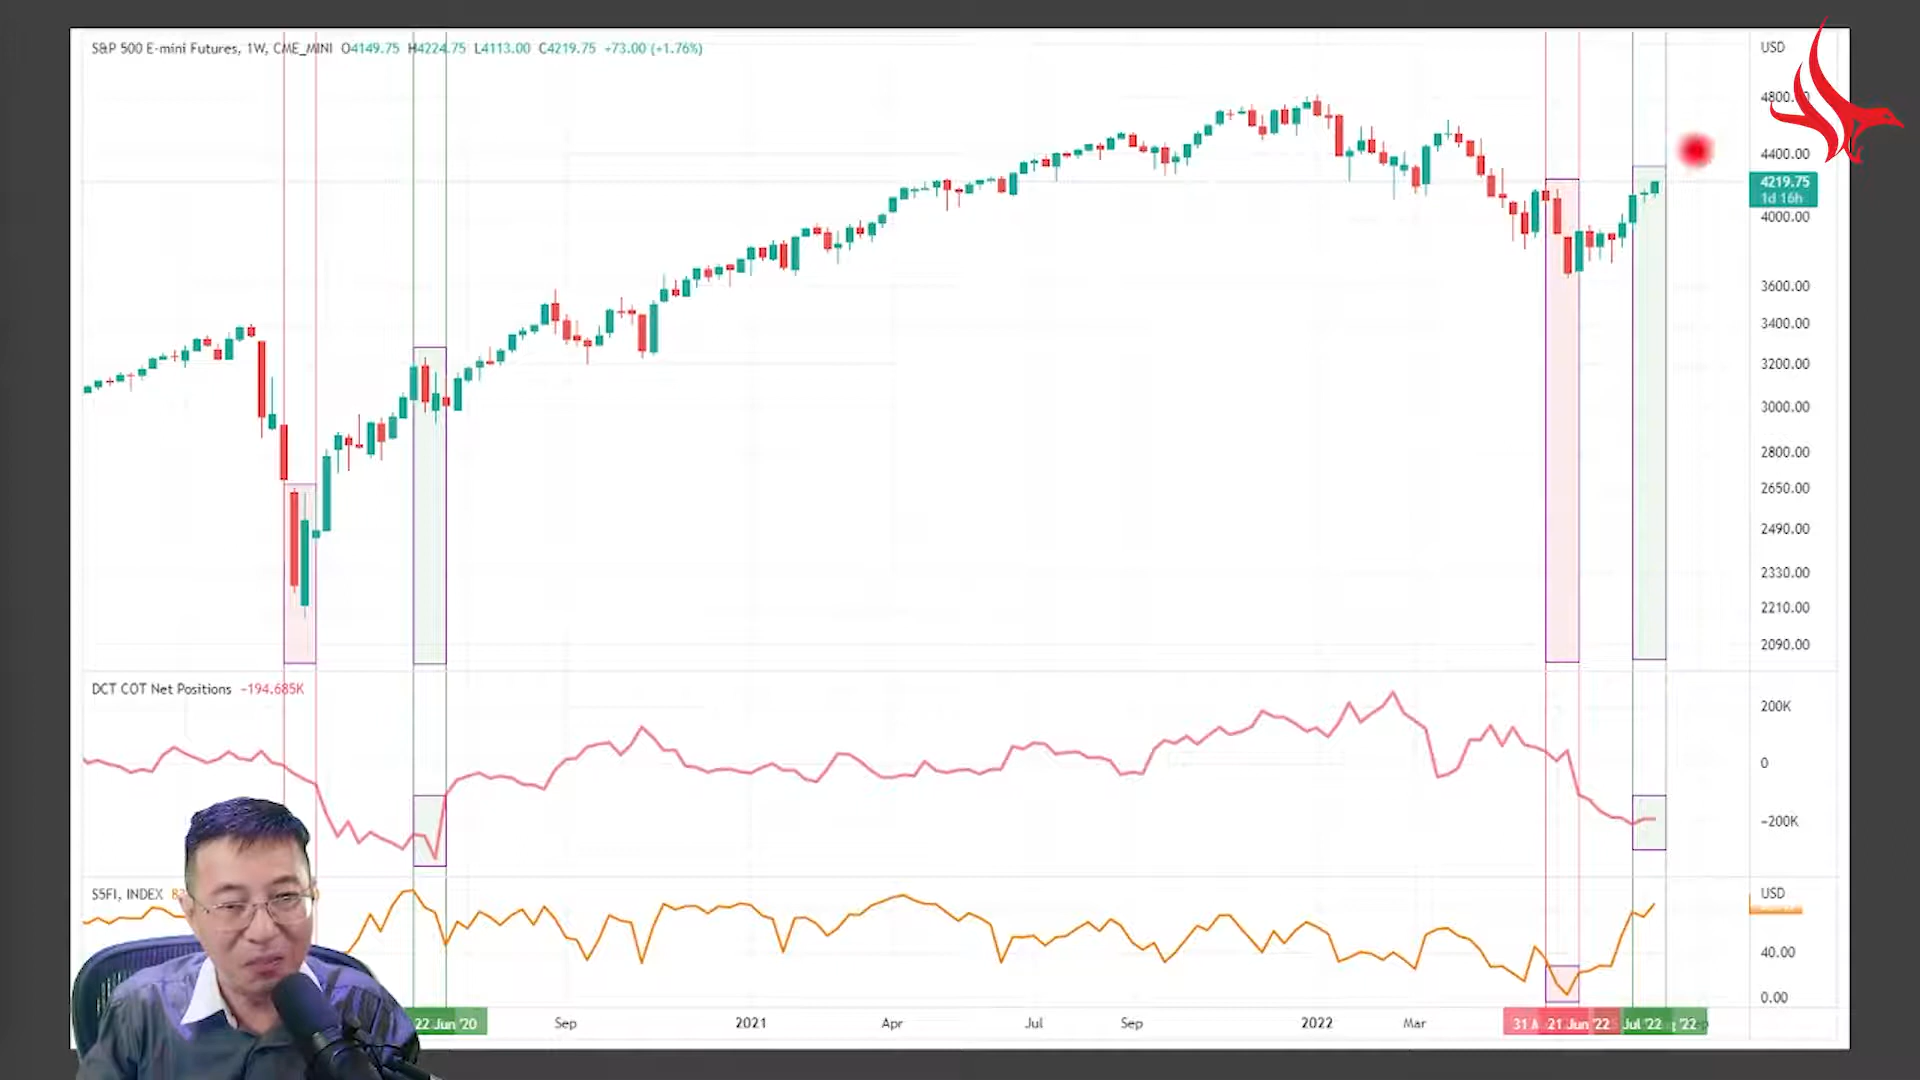 S&P 500 E-mini Futures, 1W, CME_MINI O4149.75 H4224.75 L4113.00 C4219.75 +73.00 (+1.76%)
USD
4800.00
4400.00
4219.75
1d 16h
4000.00
3600.00
3400.00
3200.00
3000.00
2800.00
2650.00
2490.00
2330.00
2210.00
2090.00
DCT COT Net Positions −194.685K
200K
0
−200K
S5FI, INDEX
USD
40.00
0.00
22 Jun '20
Sep
2021
Apr
Jul
Sep
2022
Mar
31
21 Jun '22
Jul '22
'22